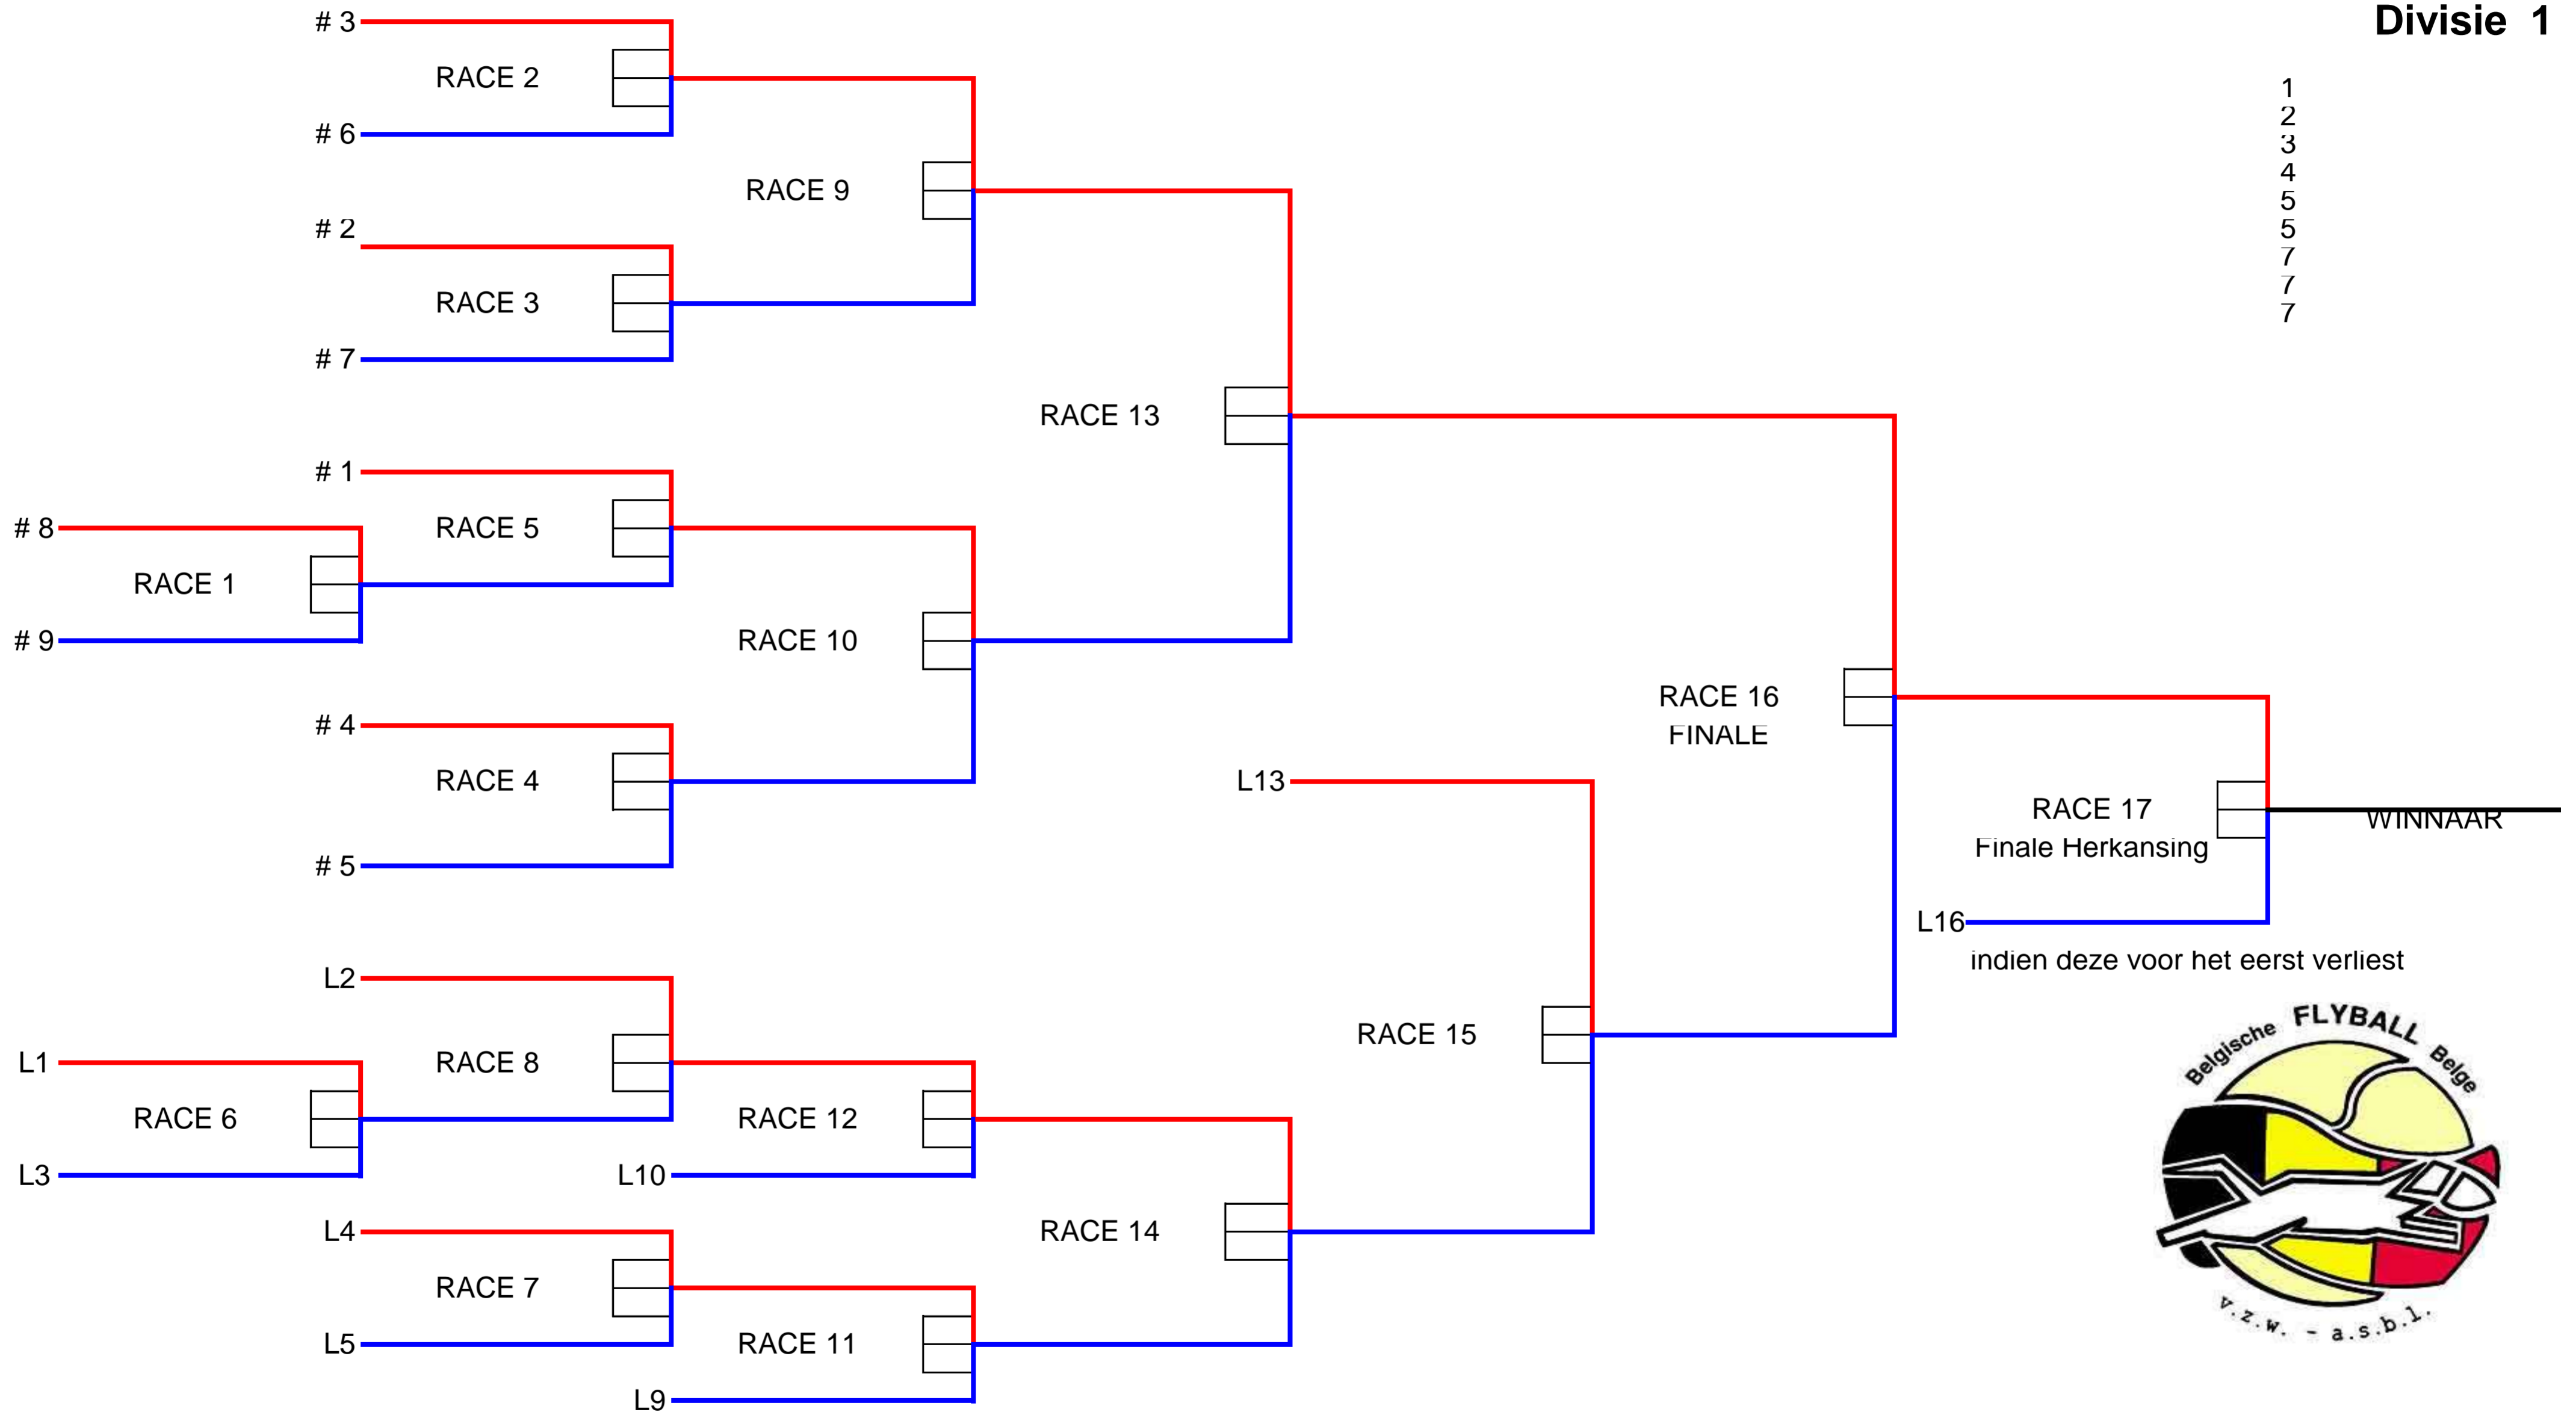 Divisie 1
# 3
RACE 2
# 6
1
2
3
4
5
5
7
7
7
RACE 9
# 2
RACE 3
# 7
RACE 13
# 1
# 8
RACE 5
RACE 1
# 9
RACE 10
# 4
RACE 4
# 5
RACE 16
FINALE
L13
RACE 17
WINNAAR
Finale Herkansing
L16
indien deze voor het eerst verliest
L2
L1
RACE 8
RACE 6
RACE 12
L3
L10
L4
RACE 15
RACE 14
RACE 7
L5
RACE 11
L9
Belgische FLYBALL Belge
v.z.w. - a.s.b.l.